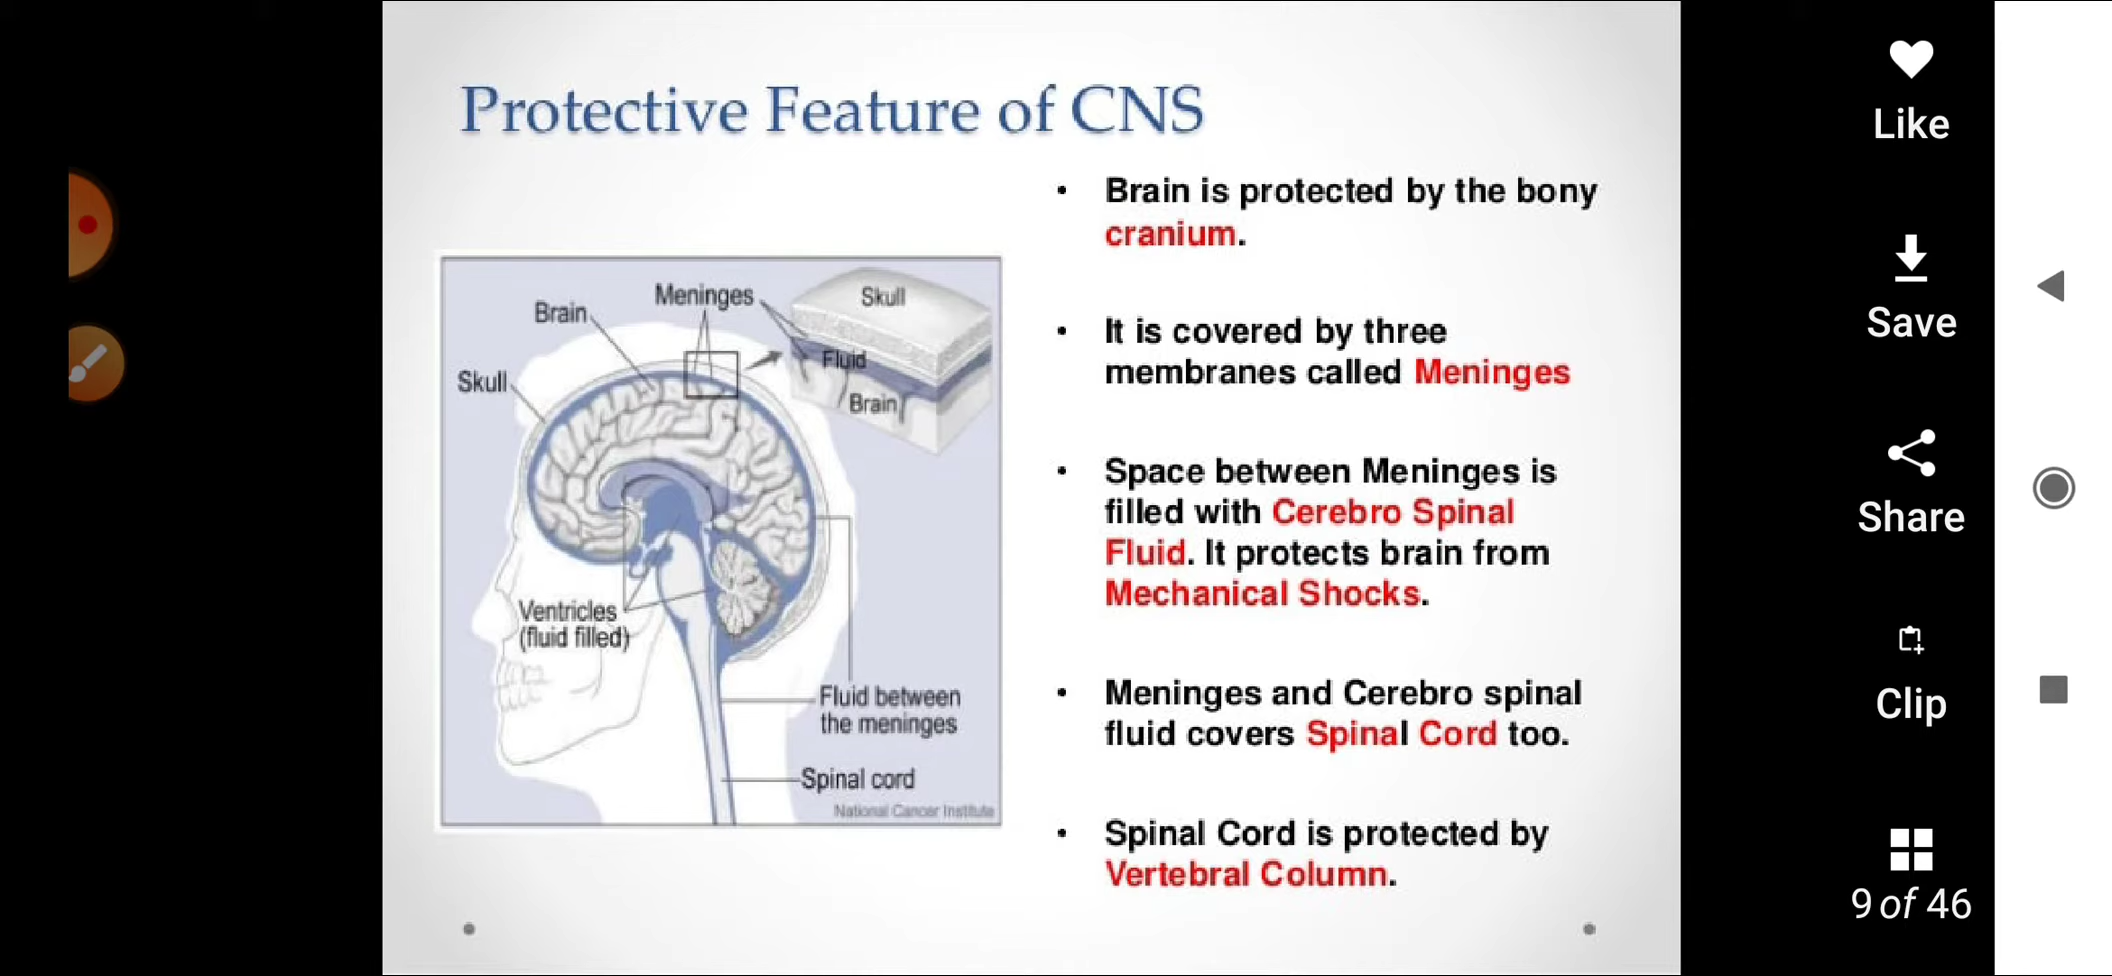 Protective Feature of CNS
Brain
Meninges
Skull
Skull
Fluid
Brain
Ventricles
(fluid filled)
Fluid between
the meninges
Spinal cord
National Cancer Institute
• Brain is protected by the bony
cranium.
• It is covered by three
membranes called Meninges
• Space between Meninges is
filled with Cerebro Spinal
Fluid. It protects brain from
Mechanical Shocks.
• Meninges and Cerebro spinal
fluid covers Spinal Cord too.
• Spinal Cord is protected by
Vertebral Column.
Like
Save
Share
Clip
9 of 46